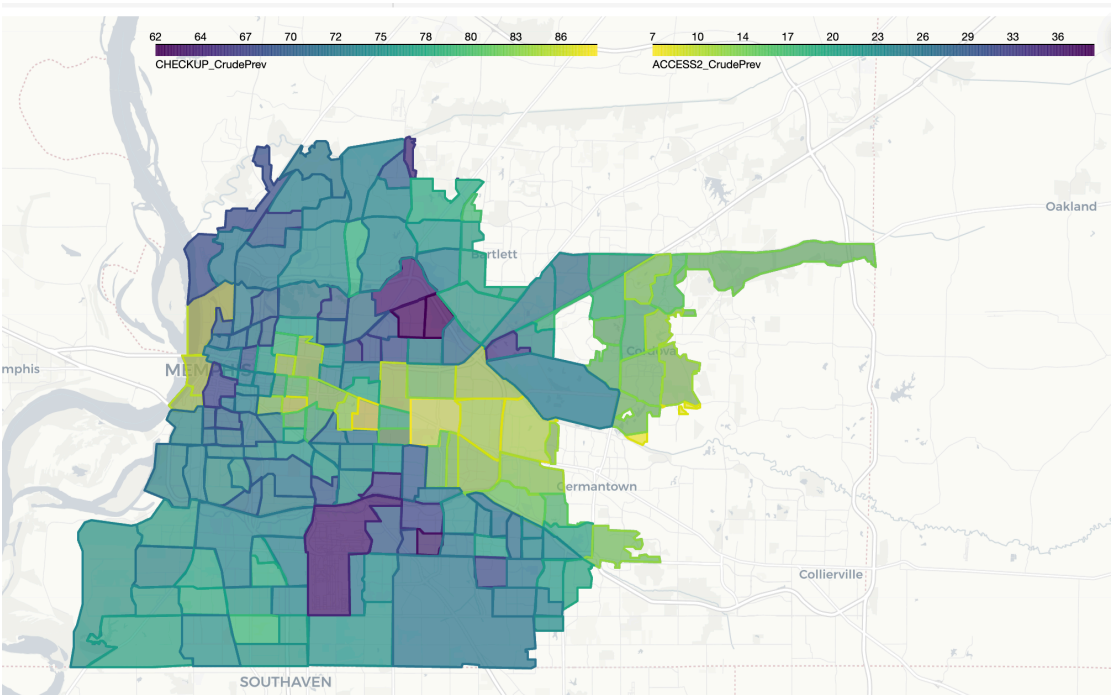 62 64 67 70 72 75 78 80 83 86
CHECKUP_CrudePrev
7 10 14 17 20 23 26 29 33 36
ACCESS2_CrudePrev
Oakland
Bartlett
Cordova
mphis
MEMPHIS
Germantown
Collierville
SOUTHAVEN